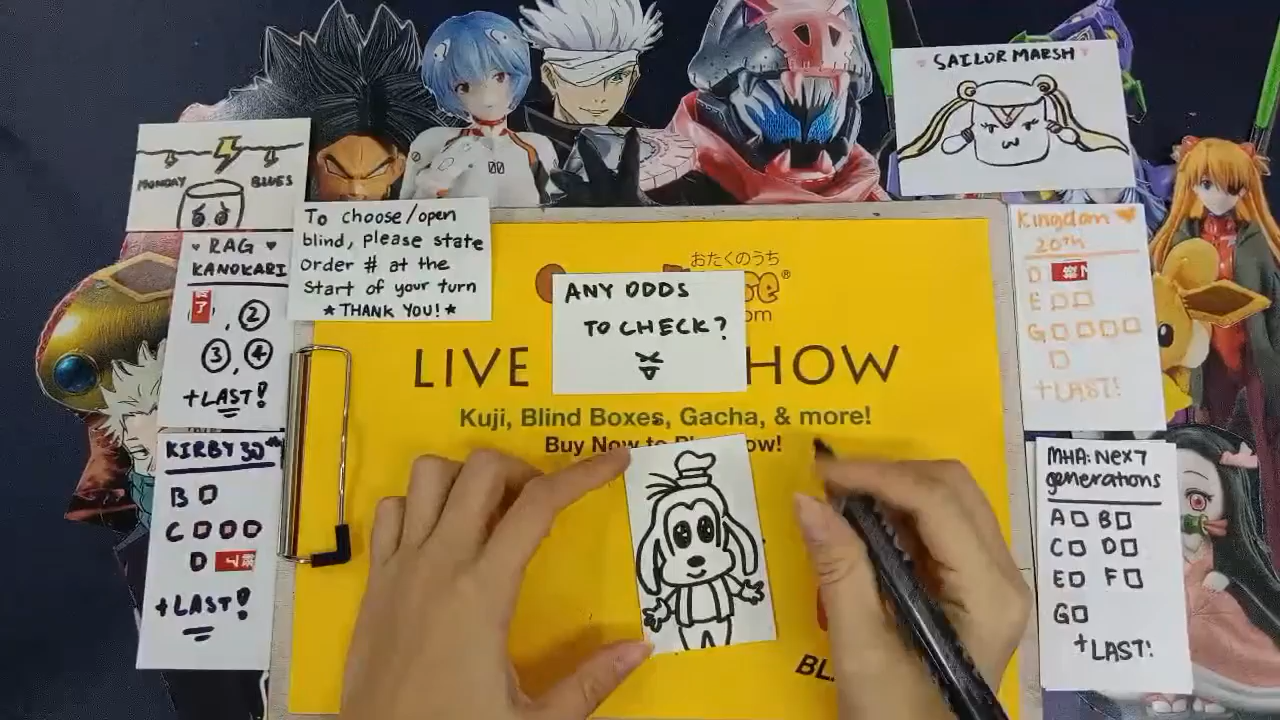 SAILOR MARSH
MONDAY BLUES
RAG
KANOKARI
, ②
③, ④
+LAST!
To choose/open
blind, please state
order # at the
start of your turn
★THANK YOU!★
おたくのうち
ANY ODDS
TO CHECK?
LIVE
HOW
Kuji, Blind Boxes, Gacha, & more!
Buy Now to
ow!
BL
KIRBY 30th
B
C
D
+LAST!
Kingdom
20th
D
E
G
+LAST!
MHA: Next
generations
A B
C D
E F
G
+LAST!
00